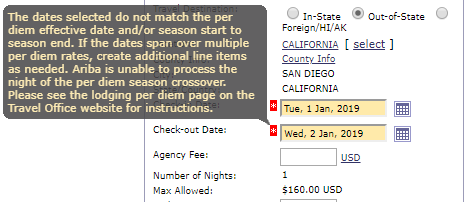 The dates selected do not match the per
diem effective date and/or season start to
season end. If the dates span over multiple
per diem rates, create additional line items
as needed. Ariba is unable to process the
night of the per diem season crossover.
Please see the lodging per diem page on the
Travel Office website for instructions.
Travel Destination:
In-State Out-of-State
Foreign/HI/AK
CALIFORNIA [ select ]
County Info
SAN DIEGO
CALIFORNIA
* Tue, 1 Jan, 2019
Check-out Date: * Wed, 2 Jan, 2019
Agency Fee: USD
Number of Nights: 1
Max Allowed: $160.00 USD